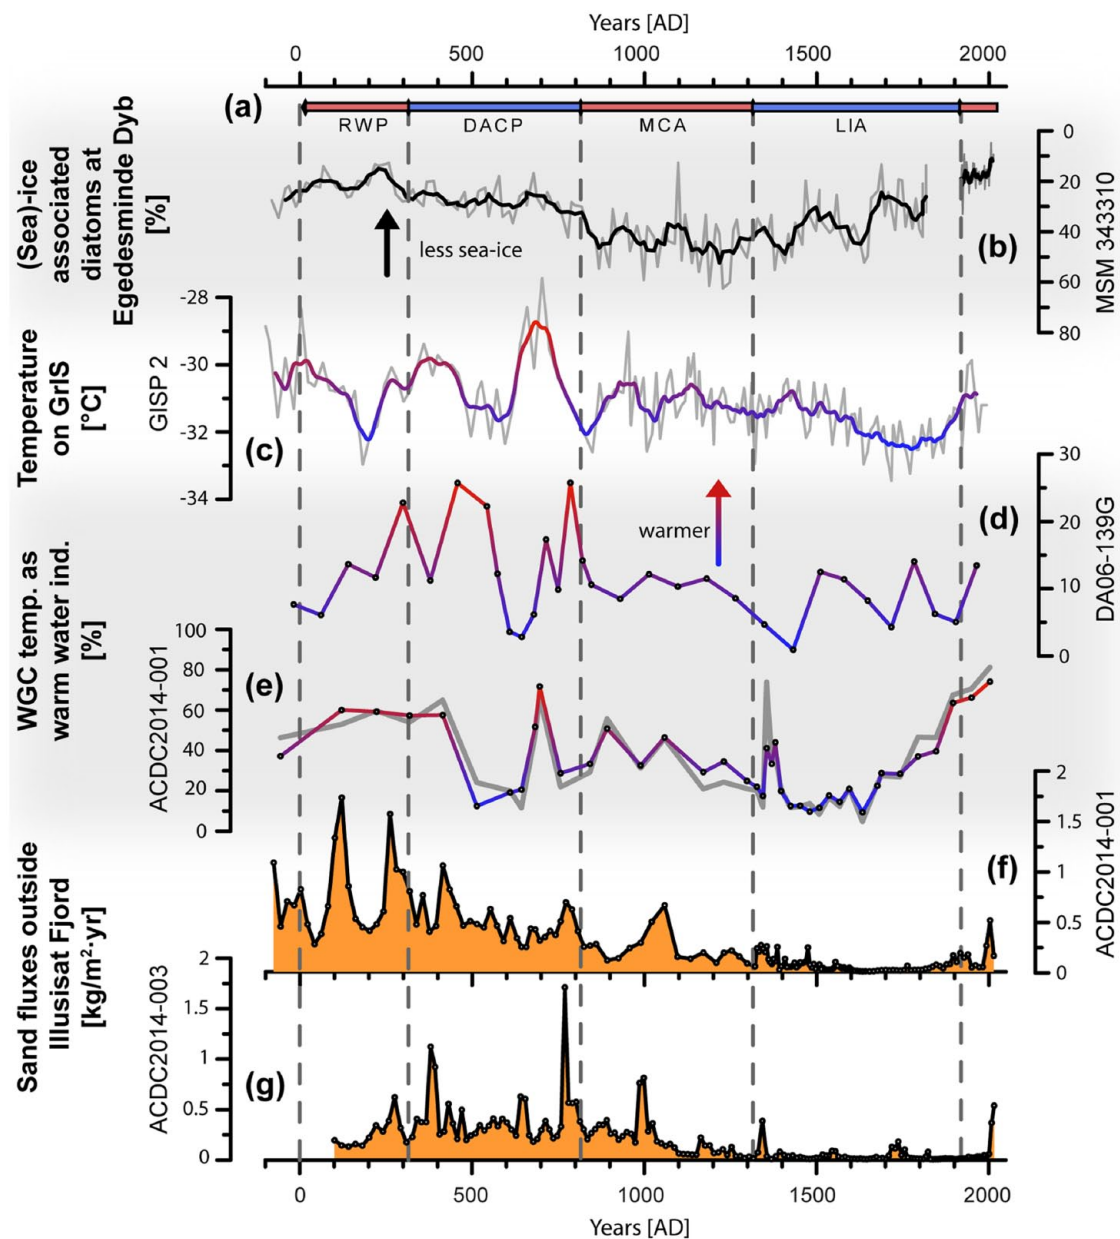 Years [AD]
0 500 1000 1500 2000
(a)
RWP DACP MCA LIA
(Sea)-ice
associated
diatoms at
Egedesminde Dyb
[%]
less sea-ice
(b)
0
20
40
60
80
MSM 343310
Temperature
on GrIS
[°C]
GISP 2
-28
-30
-32
-34
(c)
WGC temp. as
warm water ind.
[%]
warmer
(d)
30
20
10
0
DA06-139G
ACDC2014-001
100
80
60
40
20
0
(e)
Sand fluxes outside
Illusisat Fjord
[kg/m²·yr]
(f)
2
1.5
1
0.5
0
ACDC2014-001
ACDC2014-003
2
1.5
1
0.5
0
(g)
0 500 1000 1500 2000
Years [AD]